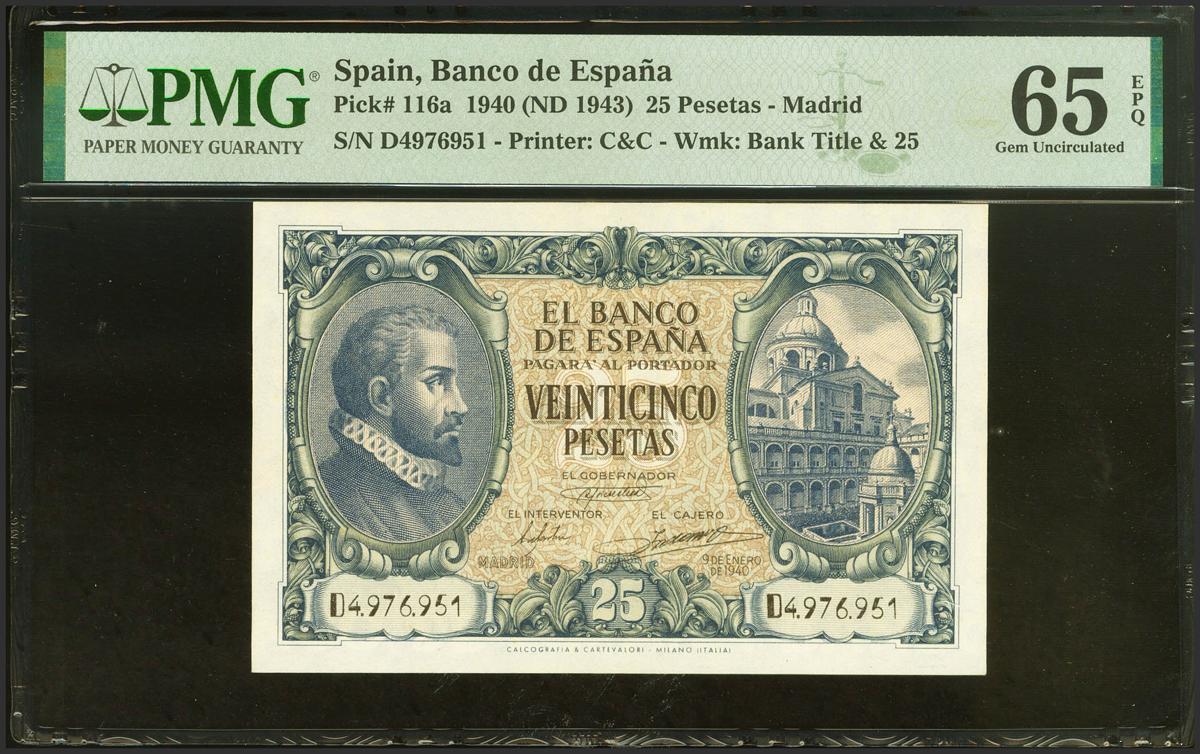 PMG®
PAPER MONEY GUARANTY
Spain, Banco de España
Pick# 116a 1940 (ND 1943) 25 Pesetas - Madrid
S/N D4976951 - Printer: C&C - Wmk: Bank Title & 25
65
EPQ
Gem Uncirculated
EL BANCO
DE ESPAÑA
PAGARA' AL PORTADOR
25
VEINTICINCO
PESETAS
EL GOBERNADOR
EL INTERVENTOR
EL CAJERO
MADRID
9 DE ENERO
DE 1940
D4.976.951
25
D4.976.951
CALCOGRAFIA & CARTEVALORI - MILANO (ITALIA)